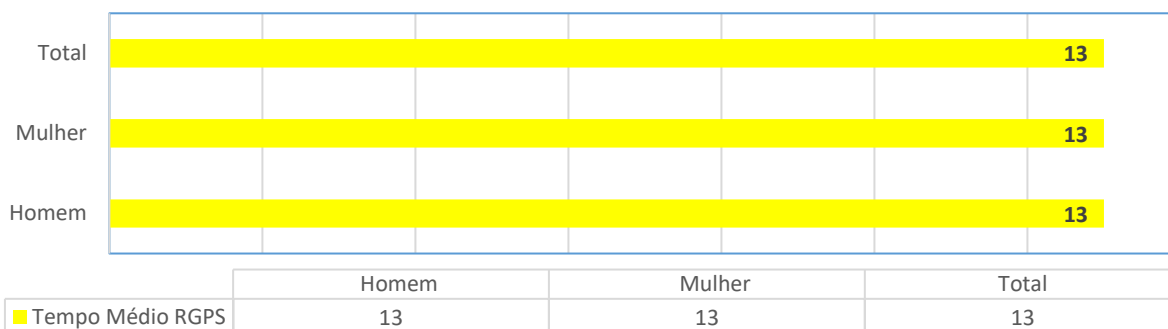 Total 13
Mulher 13
Homem 13
Homem Mulher Total
Tempo Médio RGPS 13 13 13